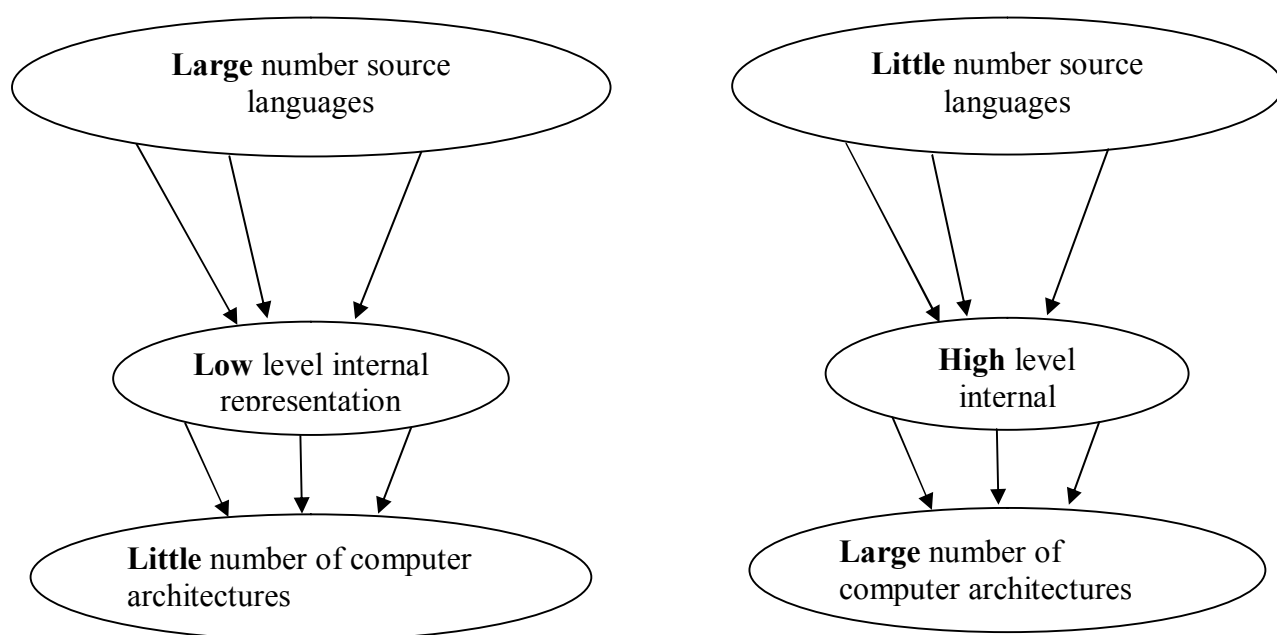 Large number source
languages
Low level internal
representation
Little number of computer
architectures
Little number source
languages
High level
internal
Large number of
computer architectures